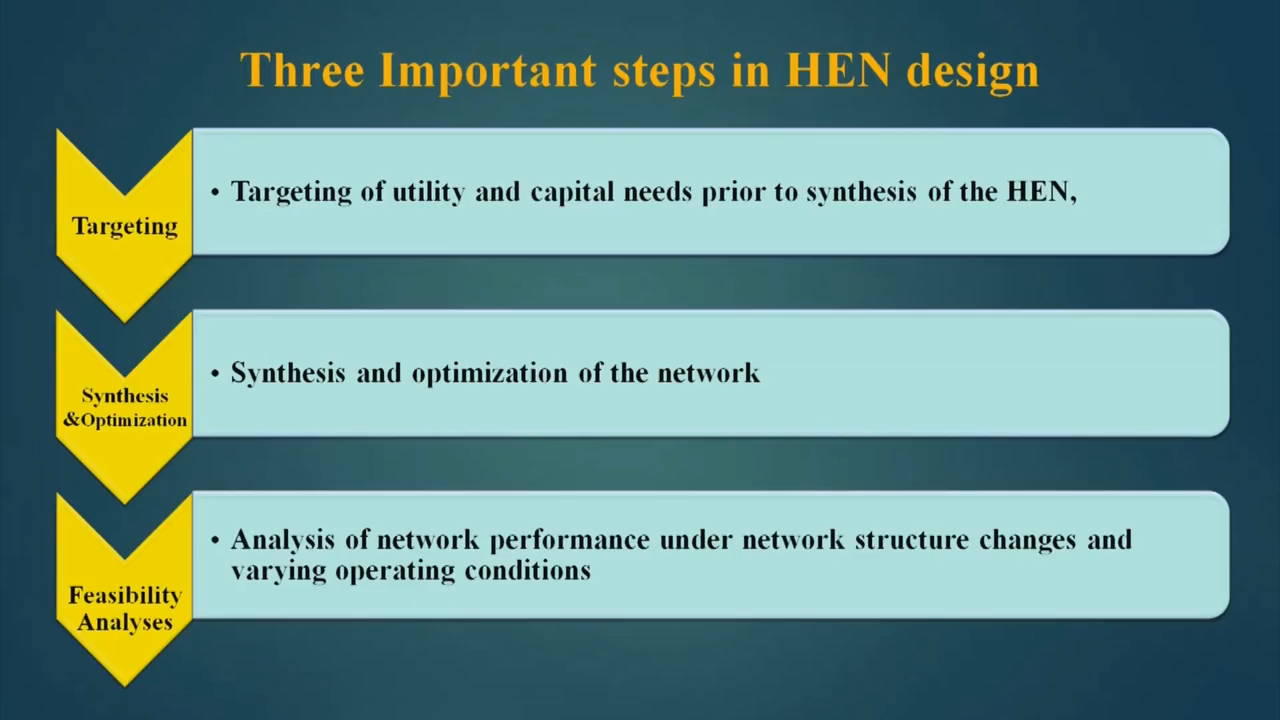 Three Important steps in HEN design
Targeting
• Targeting of utility and capital needs prior to synthesis of the HEN,
Synthesis
&Optimization
• Synthesis and optimization of the network
Feasibility
Analyses
• Analysis of network performance under network structure changes and
varying operating conditions